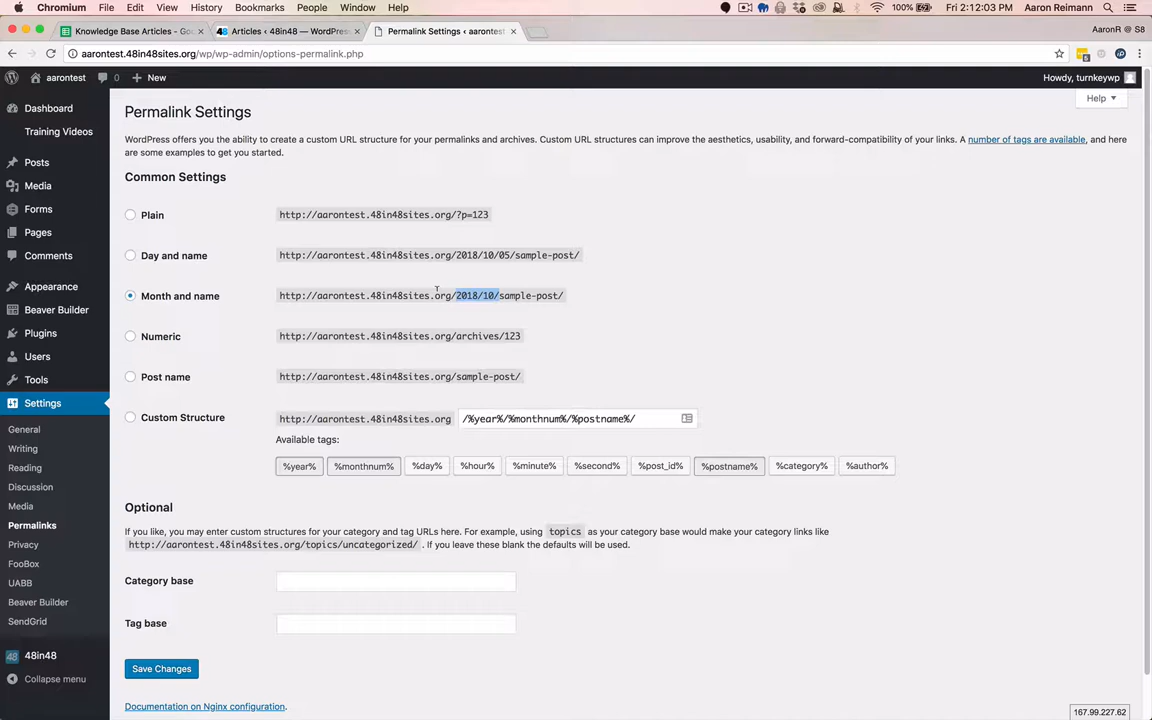 Chromium File Edit View History Bookmarks People Window Help 100% Fri 2:12:03 PM Aaron Reimann
Knowledge Base Articles - Goo × Articles < 48in48 — WordPress × Permalink Settings < aarontest × AaronR @ S8
aarontest.48in48sites.org/wp/wp-admin/options-permalink.php
aarontest 0 + New Howdy, turnkeywp
Help
Dashboard
Training Videos
Posts
Media
Forms
Pages
Comments
Appearance
Beaver Builder
Plugins
Users
Tools
Settings
General
Writing
Reading
Discussion
Media
Permalinks
Privacy
FooBox
UABB
Beaver Builder
SendGrid
48 48in48
Collapse menu
Permalink Settings
WordPress offers you the ability to create a custom URL structure for your permalinks and archives. Custom URL structures can improve the aesthetics, usability, and forward-compatibility of your links. A number of tags are available, and here
are some examples to get you started.
Common Settings
Plain http://aarontest.48in48sites.org/?p=123
Day and name http://aarontest.48in48sites.org/2018/10/05/sample-post/
Month and name http://aarontest.48in48sites.org/2018/10/sample-post/
Numeric http://aarontest.48in48sites.org/archives/123
Post name http://aarontest.48in48sites.org/sample-post/
Custom Structure http://aarontest.48in48sites.org /%year%/%monthnum%/%postname%/
Available tags:
%year% %monthnum% %day% %hour% %minute% %second% %post_id% %postname% %category% %author%
Optional
If you like, you may enter custom structures for your category and tag URLs here. For example, using topics as your category base would make your category links like
http://aarontest.48in48sites.org/topics/uncategorized/ . If you leave these blank the defaults will be used.
Category base
Tag base
Save Changes
Documentation on Nginx configuration.
167.99.227.62